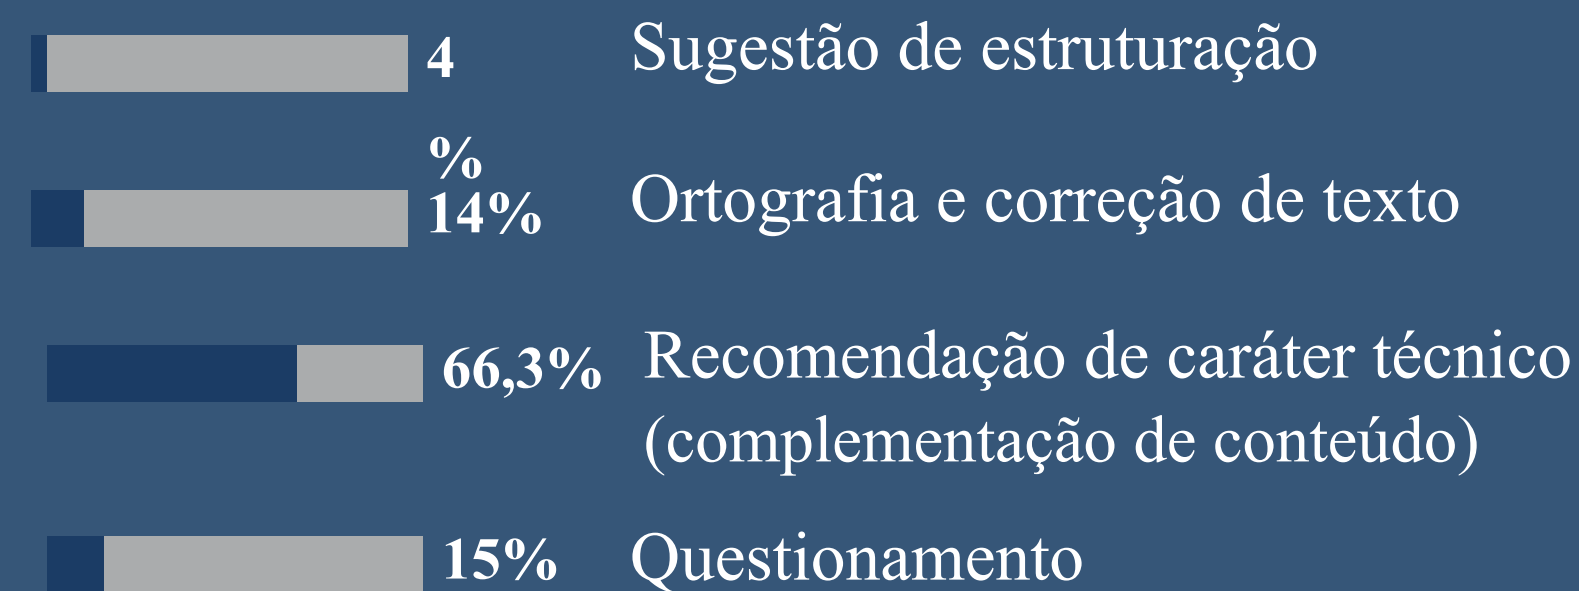 4 Sugestão de estruturação
%
14% Ortografia e correção de texto
66,3% Recomendação de caráter técnico
(complementação de conteúdo)
15% Questionamento